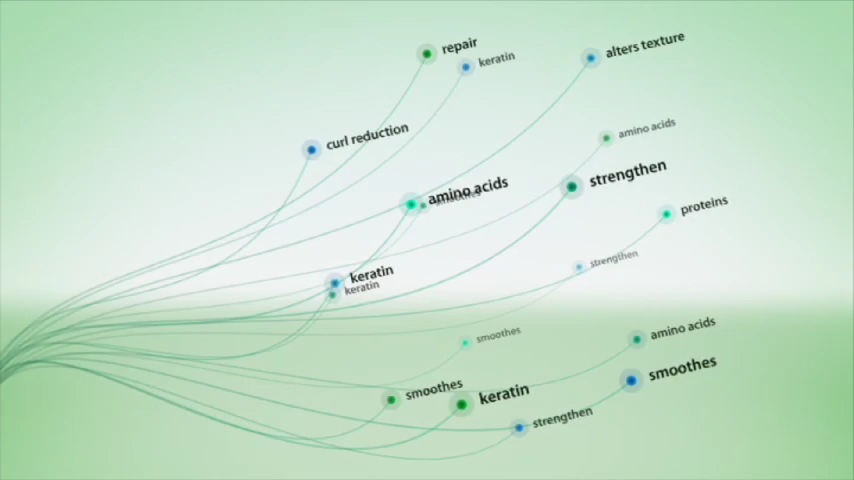 repair
keratin
alters texture
curl reduction
amino acids
strengthen
amino acids
smoothes
proteins
strengthen
keratin
keratin
smoothes
amino acids
smoothes
smoothes
keratin
strengthen